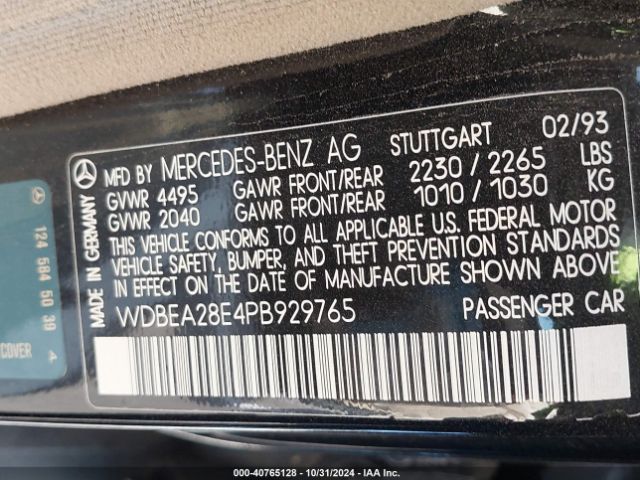 MFD BY MERCEDES-BENZ AG STUTTGART 02/93
GVWR 4495 GAWR FRONT/REAR 2230 / 2265 LBS
GVWR 2040 GAWR FRONT/REAR 1010 / 1030 KG
THIS VEHICLE CONFORMS TO ALL APPLICABLE U.S. FEDERAL MOTOR
VEHICLE SAFETY, BUMPER, AND THEFT PREVENTION STANDARDS
IN EFFECT ON THE DATE OF MANUFACTURE SHOWN ABOVE
WDBEA28E4PB929765 PASSENGER CAR
MADE IN GERMANY
124 584 50 39
COVER 4
000-40765128 - 10/31/2024 - IAA Inc.